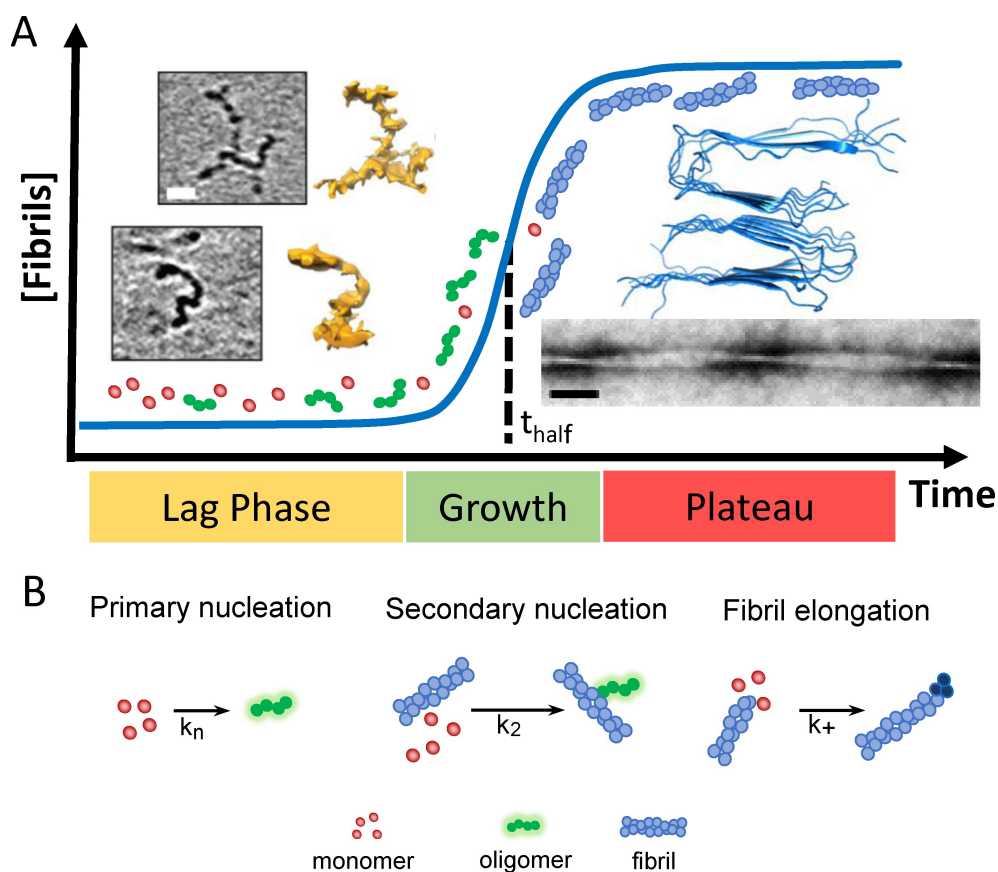 A
[Fibrils]
t_half
Lag Phase
Growth
Plateau
Time
B
Primary nucleation
Secondary nucleation
Fibril elongation
k_n
k_2
k_+
monomer
oligomer
fibril